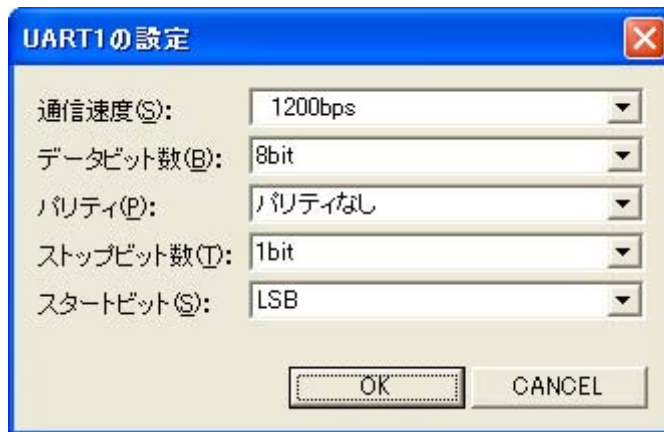 UART1の設定
通信速度(S): 1200bps
データビット数(B): 8bit
パリティ(P): パリティなし
ストップビット数(T): 1bit
スタートビット(S): LSB
OK CANCEL